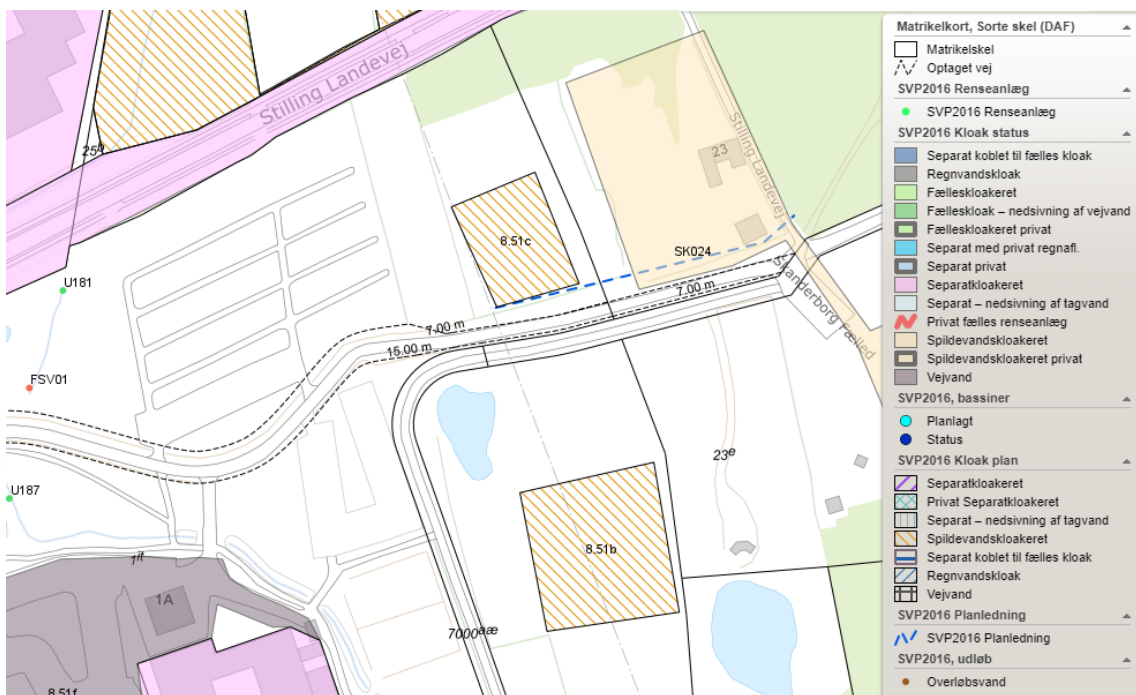 Stilling Landevej
25ᵇ
U181
FSV01
U187
8.51c
23
Stilling Landevej
SK024
7.00 m
7.00 m
15.00 m
Skanderborg Fælled
23ᵉ
8.51b
1ⁱᵗ
1A
7000ᵃᵆ
8.51f
Matrikelkort, Sorte skel (DAF)
Matrikelskel
Optaget vej
SVP2016 Renseanlæg
SVP2016 Renseanlæg
SVP2016 Kloak status
Separat koblet til fælles kloak
Regnvandskloak
Fælleskloakeret
Fælleskloak – nedsivning af vejvand
Fælleskloakeret privat
Separat med privat regnafl.
Separat privat
Separatkloakeret
Separat – nedsivning af tagvand
Privat fælles renseanlæg
Spildevandskloakeret
Spildevandskloakeret privat
Vejvand
SVP2016, bassiner
Planlagt
Status
SVP2016 Kloak plan
Separatkloakeret
Privat Separatkloakeret
Separat – nedsivning af tagvand
Spildevandskloakeret
Separat koblet til fælles kloak
Regnvandskloak
Vejvand
SVP2016 Planledning
SVP2016 Planledning
SVP2016, udløb
Overløbsvand